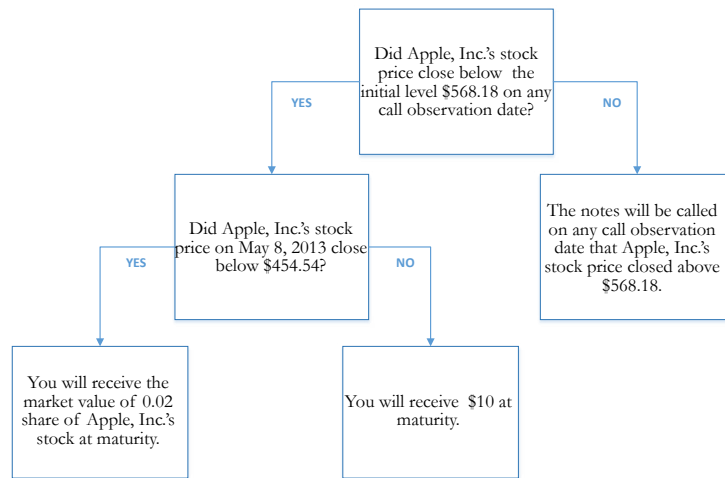 Did Apple, Inc.'s stock
price close below the
initial level $568.18 on any
call observation date?
YES
NO
Did Apple, Inc.'s stock
price on May 8, 2013 close
below $454.54?
The notes will be called
on any call observation
date that Apple, Inc.'s
stock price closed above
$568.18.
YES
NO
You will receive the
market value of 0.02
share of Apple, Inc.'s
stock at maturity.
You will receive $10 at
maturity.